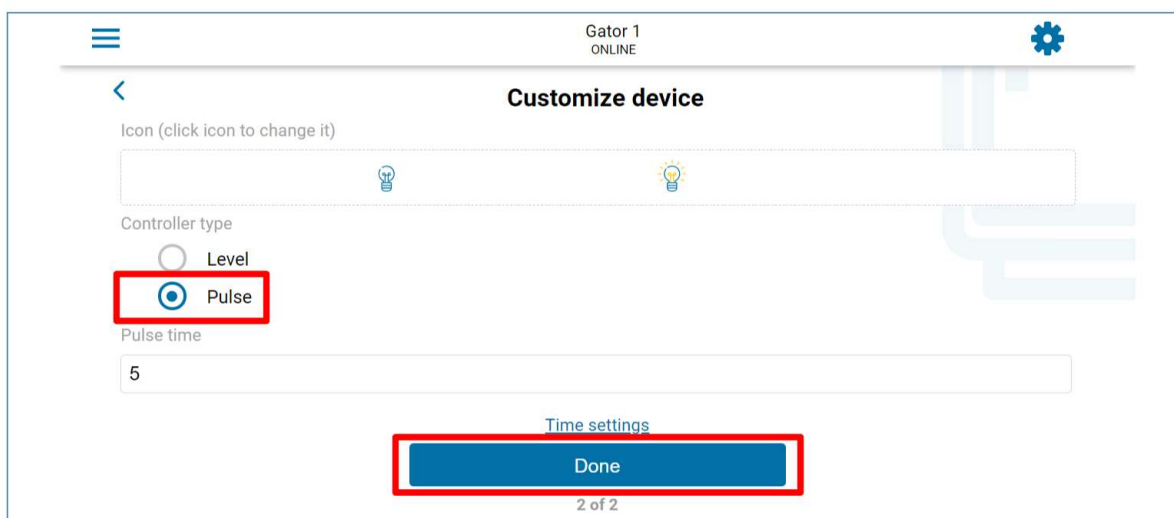 Gator 1
ONLINE
Customize device
Icon (click icon to change it)
Controller type
Level
Pulse
Pulse time
5
Time settings
Done
2 of 2